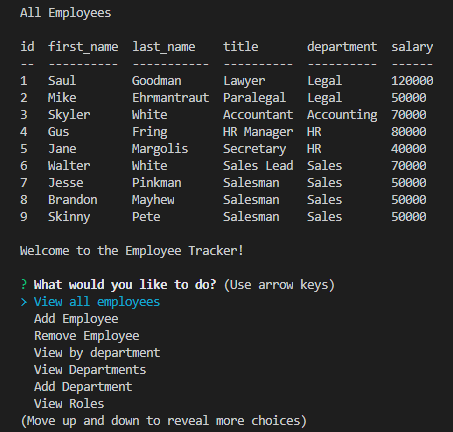 All Employees
id  first_name  last_name    title       department  salary
--  ----------  -----------  ----------  ----------  ------
1   Saul        Goodman      Lawyer      Legal       120000
2   Mike        Ehrmantraut  Paralegal   Legal       50000
3   Skyler      White        Accountant  Accounting  70000
4   Gus         Fring        HR Manager  HR          80000
5   Jane        Margolis     Secretary   HR          40000
6   Walter      White        Sales Lead  Sales       70000
7   Jesse       Pinkman      Salesman    Sales       50000
8   Brandon     Mayhew       Salesman    Sales       50000
9   Skinny      Pete         Salesman    Sales       50000
Welcome to the Employee Tracker!
? What would you like to do? (Use arrow keys)
> View all employees
  Add Employee
  Remove Employee
  View by department
  View Departments
  Add Department
  View Roles
(Move up and down to reveal more choices)